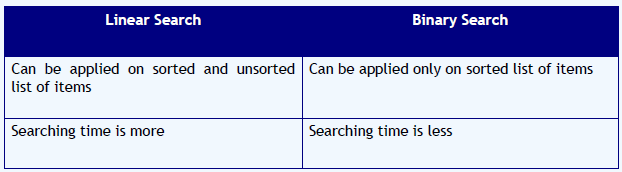 Linear Search
Binary Search
Can be applied on sorted and unsorted
list of items
Can be applied only on sorted list of items
Searching time is more
Searching time is less